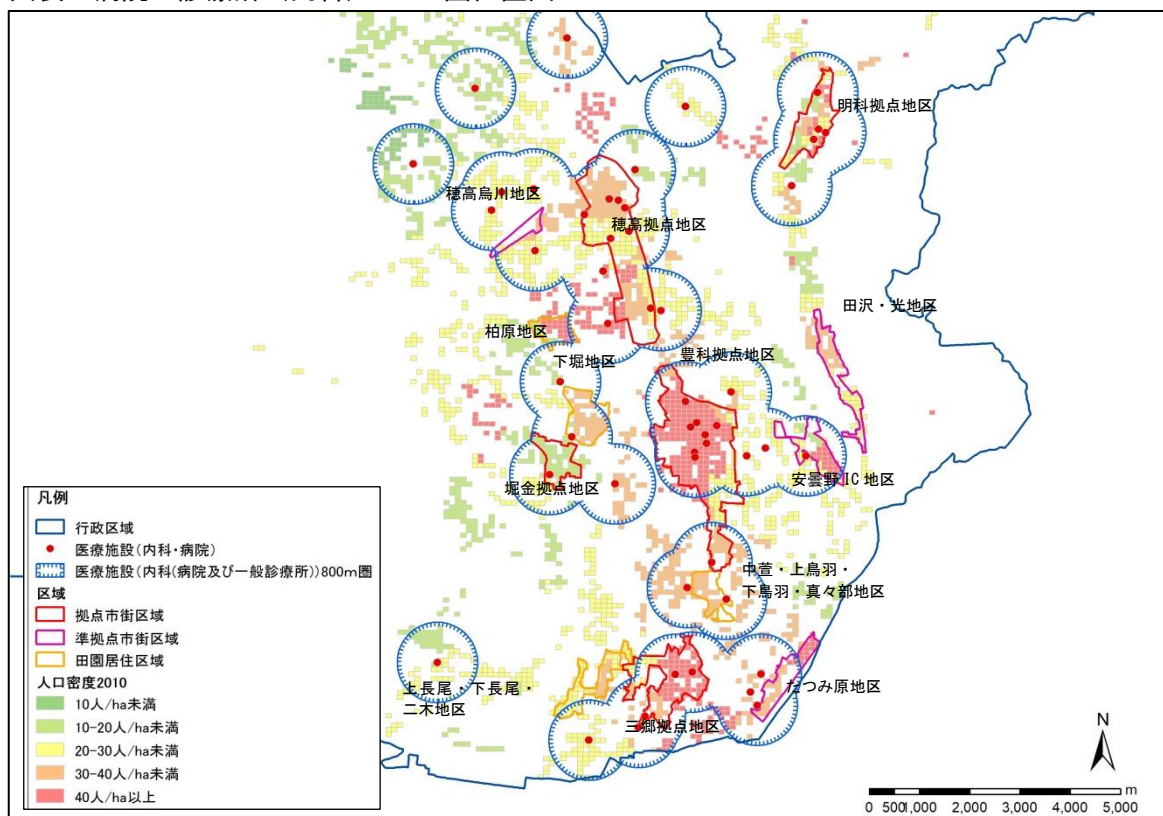 明科拠点地区
穂高烏川地区
穂高拠点地区
田沢・光地区
柏原地区
下堀地区
豊科拠点地区
堀金拠点地区
安曇野IC地区
中萱・上鳥羽・
下鳥羽・真々部地区
上長尾・下長尾・
二木地区
たつみ原地区
三郷拠点地区
凡例
行政区域
医療施設(内科・病院)
医療施設(内科(病院及び一般診療所))800m圏
区域
拠点市街区域
準拠点市街区域
田園居住区域
人口密度2010
10人/ha未満
10-20人/ha未満
20-30人/ha未満
30-40人/ha未満
40人/ha以上
N
m
0 500 1,000 2,000 3,000 4,000 5,000